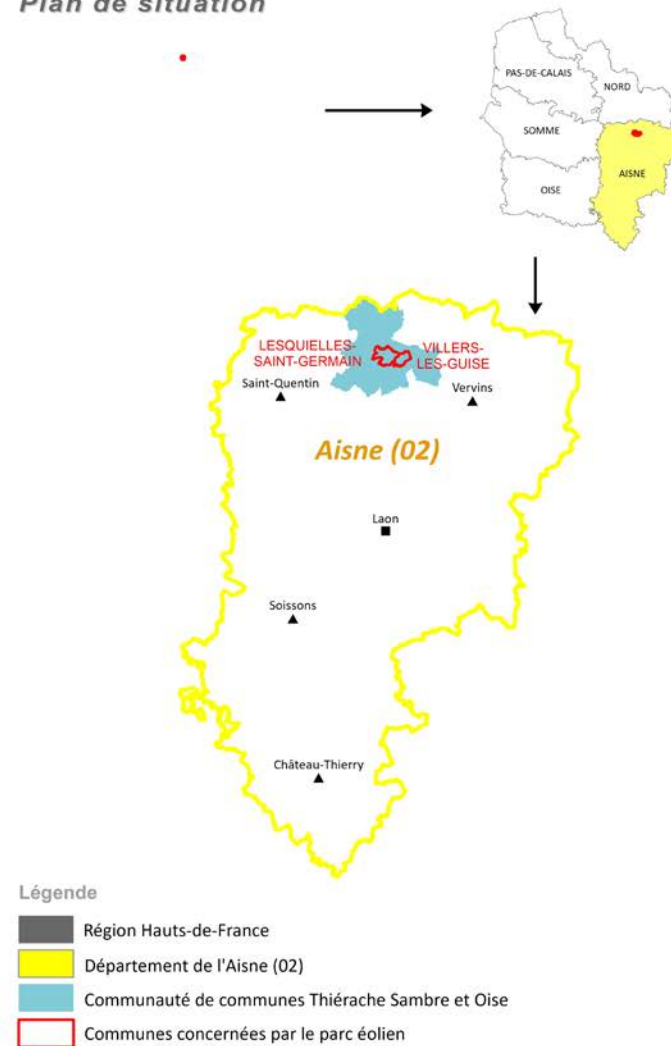 Plan de situation
PAS-DE-CALAIS
NORD
SOMME
AISNE
OISE
LESQUIELLES-
SAINT-GERMAIN
VILLERS-
LES-GUISE
Saint-Quentin
Vervins
Aisne (02)
Laon
Soissons
Château-Thierry
Légende
Région Hauts-de-France
Département de l'Aisne (02)
Communauté de communes Thiérache Sambre et Oise
Communes concernées par le parc éolien